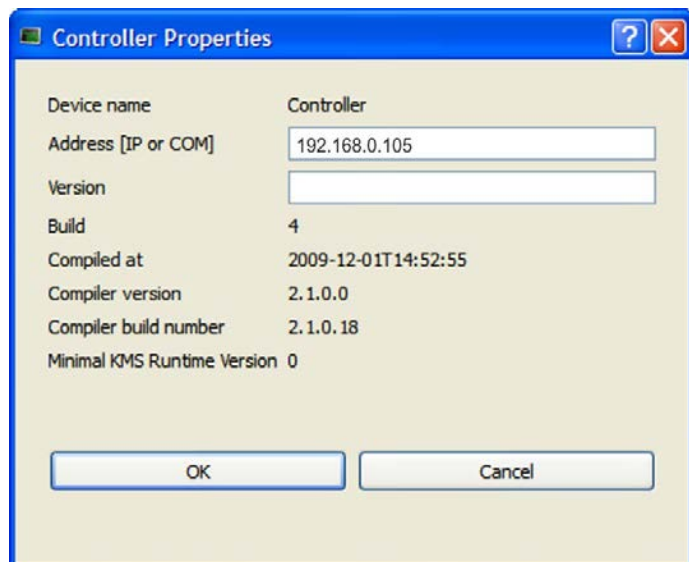 Controller Properties
?
Device name Controller
Address [IP or COM] 192.168.0.105
Version
Build 4
Compiled at 2009-12-01T14:52:55
Compiler version 2.1.0.0
Compiler build number 2.1.0.18
Minimal KMS Runtime Version 0
OK Cancel